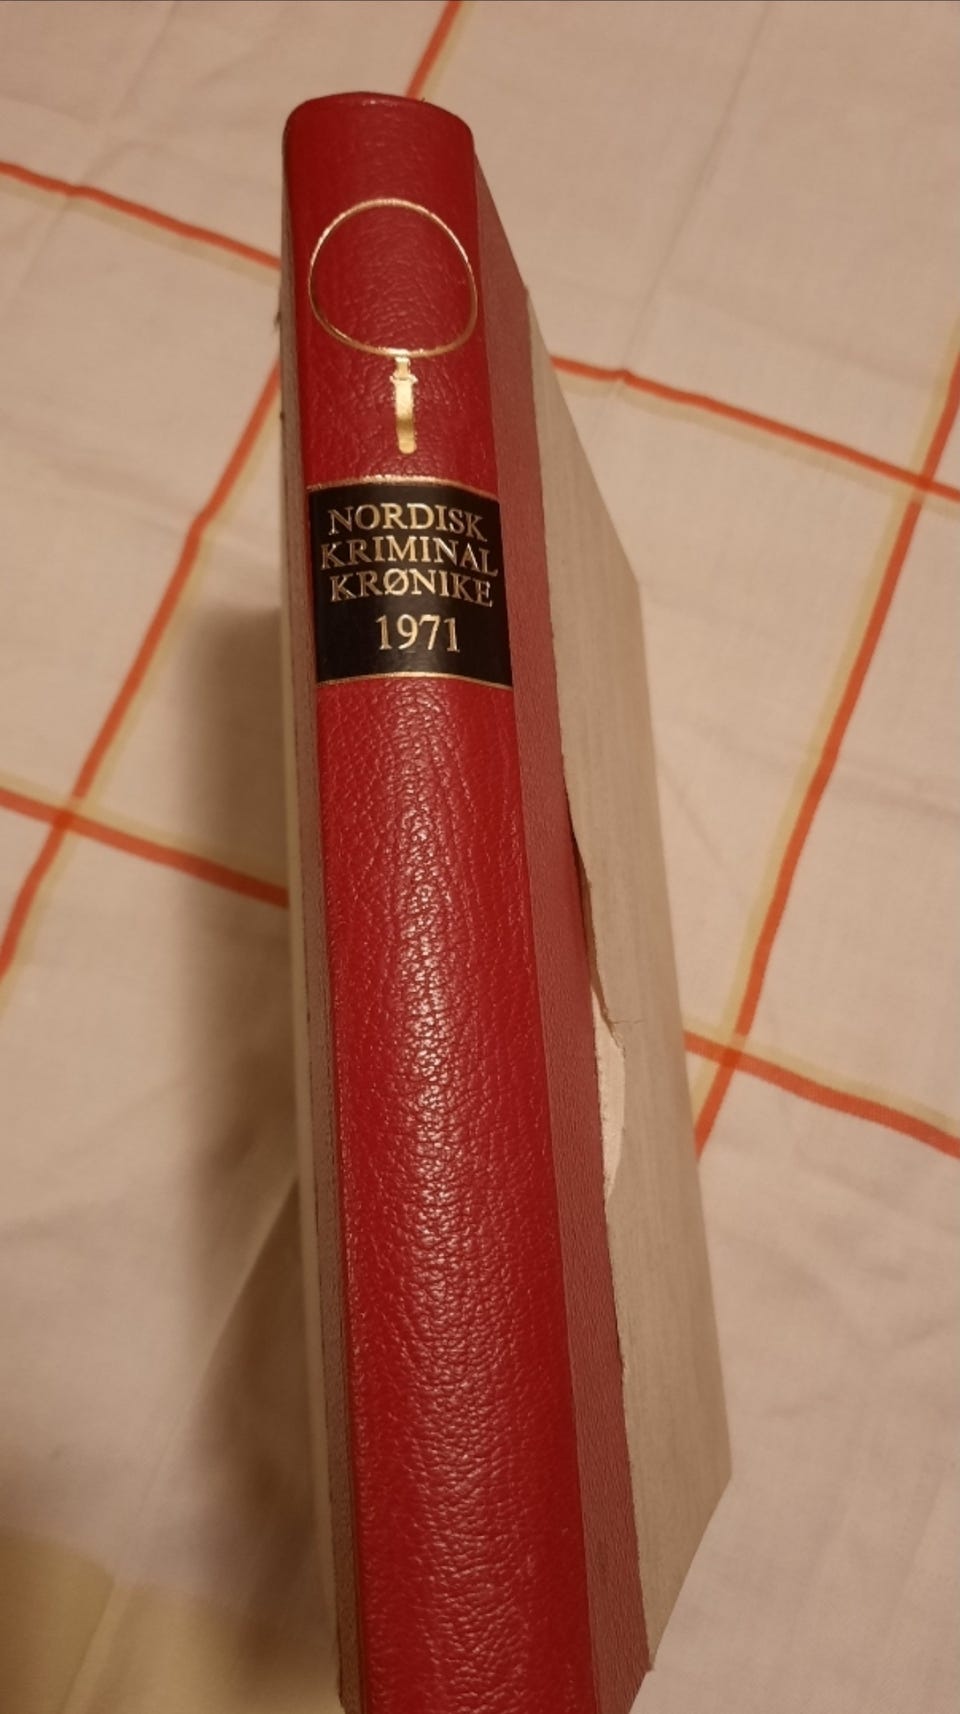 NORDISK
KRIMINAL
KRØNIKE
1971